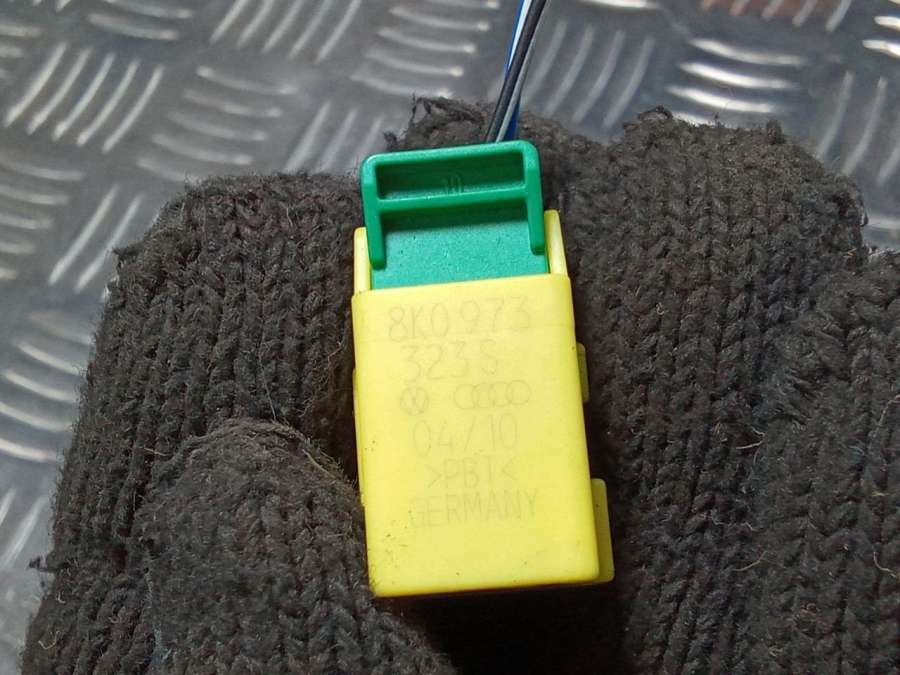 8K0 973
323 S
04/10
>PBT<
GERMANY